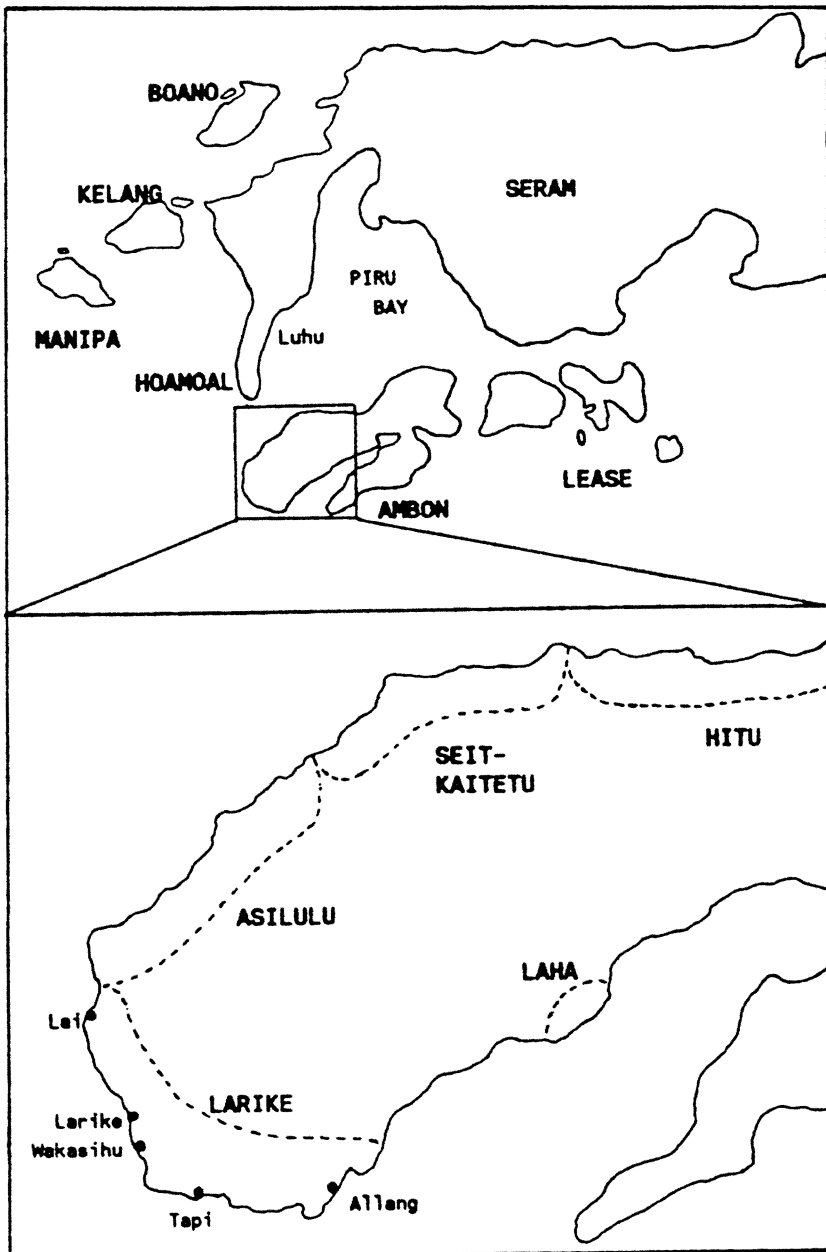 BOANO
KELANG
SERAM
PIRU
BAY
MANIPA
Luhu
HOAMOAL
LEASE
AMBON
HITU
SEIT-
KAITETU
ASILULU
LAHA
Lai
LARIKE
Larike
Wakasihu
Allang
Tapi